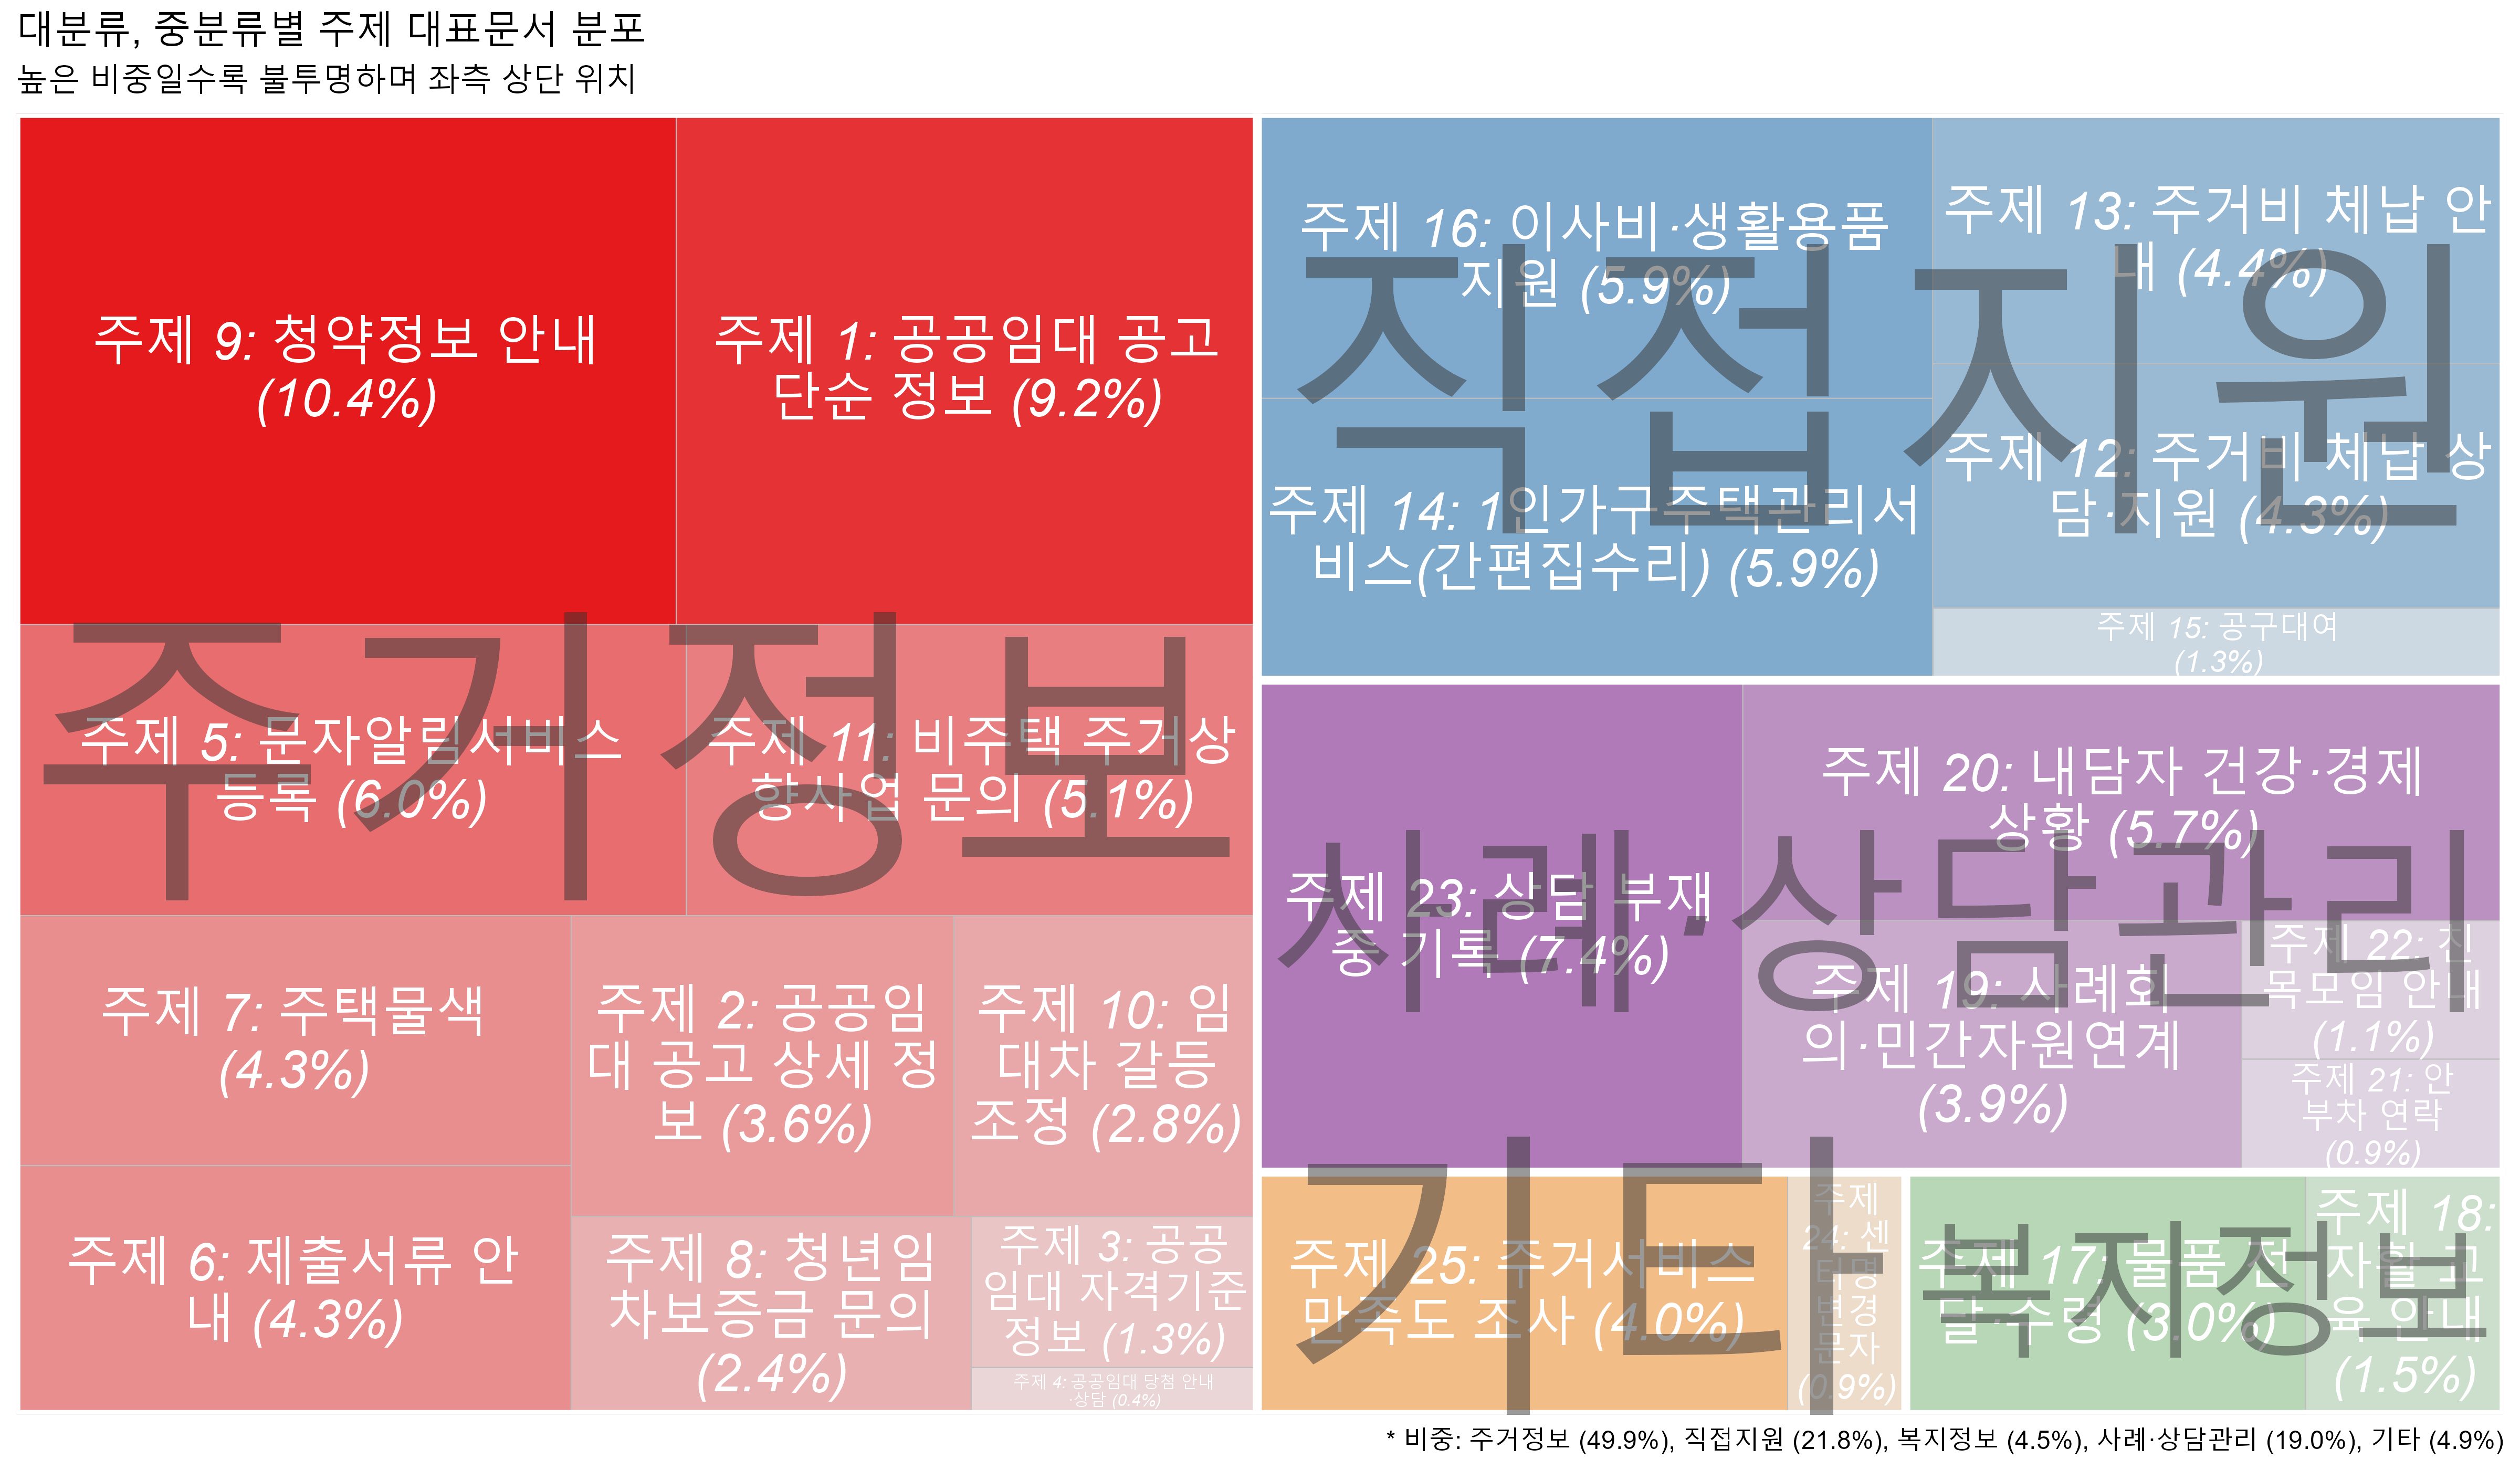 대분류, 중분류별 주제 대표문서 분포
높은 비중일수록 불투명하며 좌측 상단 위치
주거정보
주제 9: 청약정보 안내
(10.4%)
주제 1: 공공임대 공고
단순 정보 (9.2%)
주제 5: 문자알림서비스
등록 (6.0%)
주제 11: 비주택 주거상
향사업 문의 (5.1%)
주제 7: 주택물색
(4.3%)
주제 6: 제출서류 안
내 (4.3%)
주제 2: 공공임
대 공고 상세 정
보 (3.6%)
주제 10: 임
대차 갈등
조정 (2.8%)
주제 8: 청년임
차보증금 문의
(2.4%)
주제 3: 공공
임대 자격기준
정보 (1.3%)
주제 4: 공공임대 당첨 안내
·상담 (0.4%)
직접지원
주제 16: 이사비·생활용품
지원 (5.9%)
주제 14: 1인가구주택관리서
비스(간편집수리) (5.9%)
주제 13: 주거비 체납 안
내 (4.4%)
주제 12: 주거비 체납 상
담·지원 (4.3%)
주제 15: 공구대여
(1.3%)
사례·상담관리
주제 23: 상담 부재
중 기록 (7.4%)
주제 20: 내담자 건강·경제
상황 (5.7%)
주제 19: 사례회
의·민간자원연계
(3.9%)
주제 22: 친
목모임 안내
(1.1%)
주제 21: 안
부차 연락
(0.9%)
기타
주제 25: 주거서비스
만족도 조사 (4.0%)
주제
24: 센
터명
변경
문자
(0.9%)
복지정보
주제 17: 물품 전
달·수령 (3.0%)
주제 18:
자활 교
육 안내
(1.5%)
* 비중: 주거정보 (49.9%), 직접지원 (21.8%), 복지정보 (4.5%), 사례·상담관리 (19.0%), 기타 (4.9%)